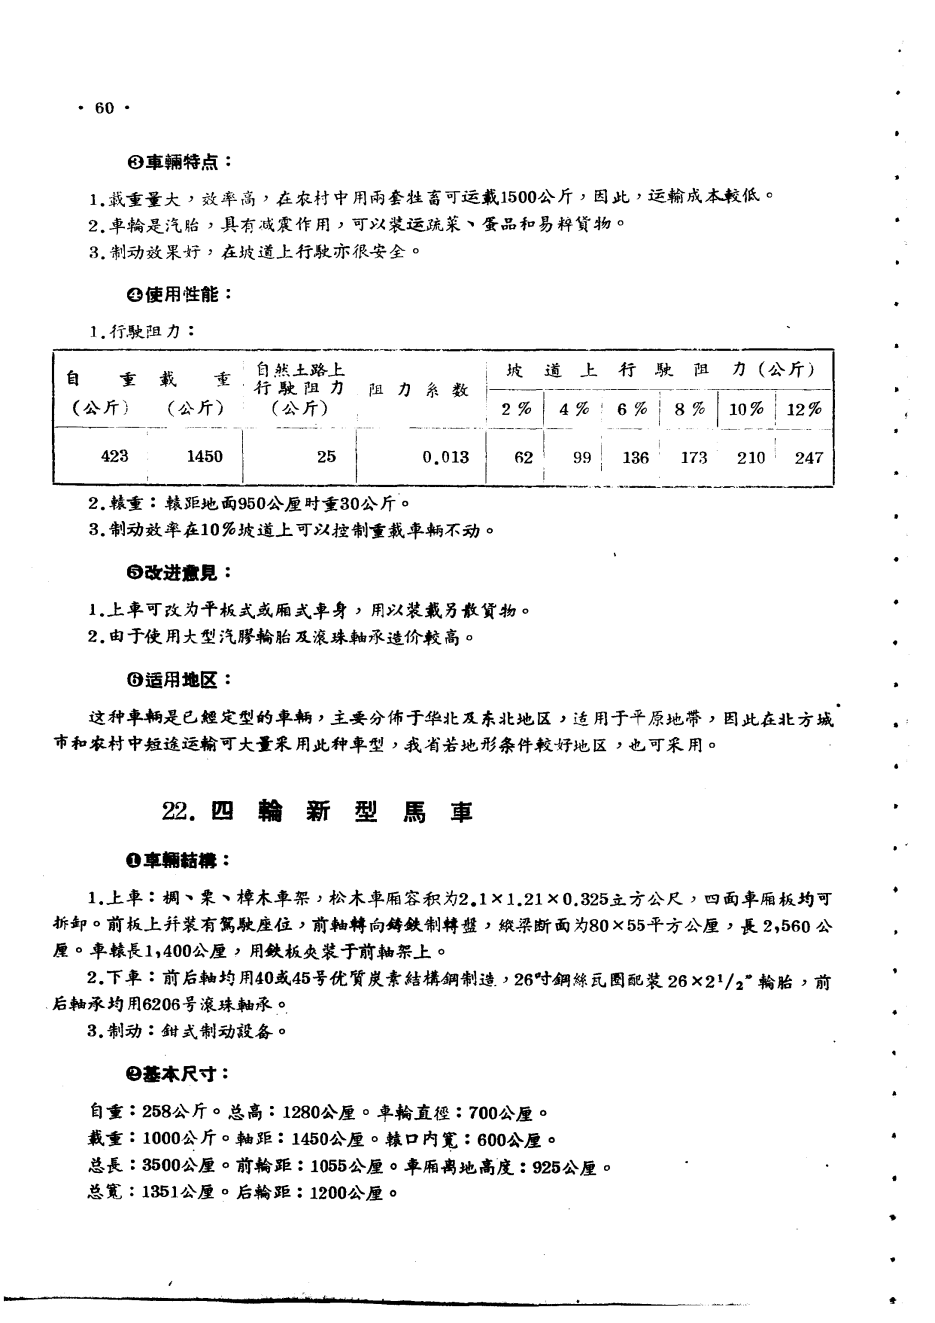 · 60 ·
❸車輛特点：
1.載重量大，效率高，在农村中用兩套牲畜可运載1500公斤，因此，运輸成本較低。
2.車輪是汽胎，具有减震作用，可以裝运疏菜、蛋品和易粹貨物。
3.制动效果好，在坡道上行駛亦很安全。
❹使用性能：
1.行駛阻力：
自重（公斤） 載重（公斤） 自然土路上行駛阻力（公斤） 阻力系数 坡道上行駛阻力（公斤）
2% 4% 6% 8% 10% 12%
423 1450 25 0.013 62 99 136 173 210 247
2.轅重：轅距地面950公厘时重30公斤。
3.制动效率在10%坡道上可以控制重載車輛不动。
❺改进意見：
1.上車可改为平板式或廂式車身，用以裝載另散貨物。
2.由于使用大型汽膠輪胎及滾珠軸承造价較高。
❻适用地区：
这种車輛是已經定型的車輛，主要分佈于华北及东北地区，适用于平原地帶，因此在北方城
市和农村中短途运輸可大量采用此种車型，我省若地形条件較好地区，也可采用。
22. 四輪新型馬車
❶車輛結構：
1.上車：椆、栗、樟木車架，松木車廂容积为2.1×1.21×0.325立方公尺，四面車廂板均可
拆卸。前板上幷裝有駕駛座位，前軸轉向鑄鉄制轉盤，縱梁断面为80×55平方公厘，長 2,560 公
厘。車轅長1,400公厘，用鉄板夾裝于前軸架上。
2.下車：前后軸均用40或45号优質炭素結構鋼制造，26吋鋼絲瓦圈配裝 26×2¹/₂″ 輪胎，前
后軸承均用6206号滾珠軸承。
3.制动：鉗式制动設备。
❷基本尺寸：
自重：258公斤。总高：1280公厘。車輪直徑：700公厘。
載重：1000公斤。軸距：1450公厘。轅口内寬：600公厘。
总長：3500公厘。前輪距：1055公厘。車廂离地高度：925公厘。
总寬：1351公厘。后輪距：1200公厘。